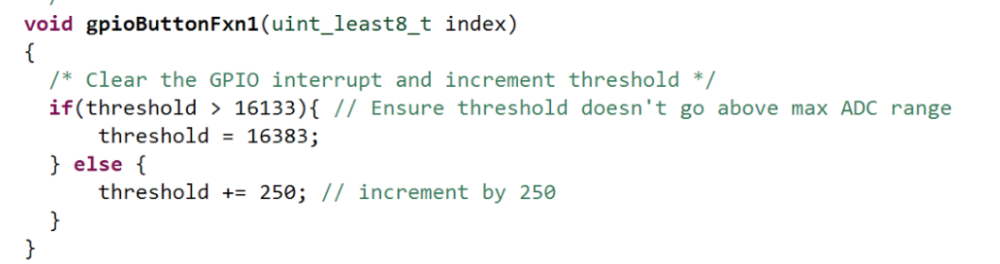 */
void gpioButtonFxn1(uint_least8_t index)
{
/* Clear the GPIO interrupt and increment threshold */
if(threshold > 16133){ // Ensure threshold doesn't go above max ADC range
threshold = 16383;
} else {
threshold += 250; // increment by 250
}
}